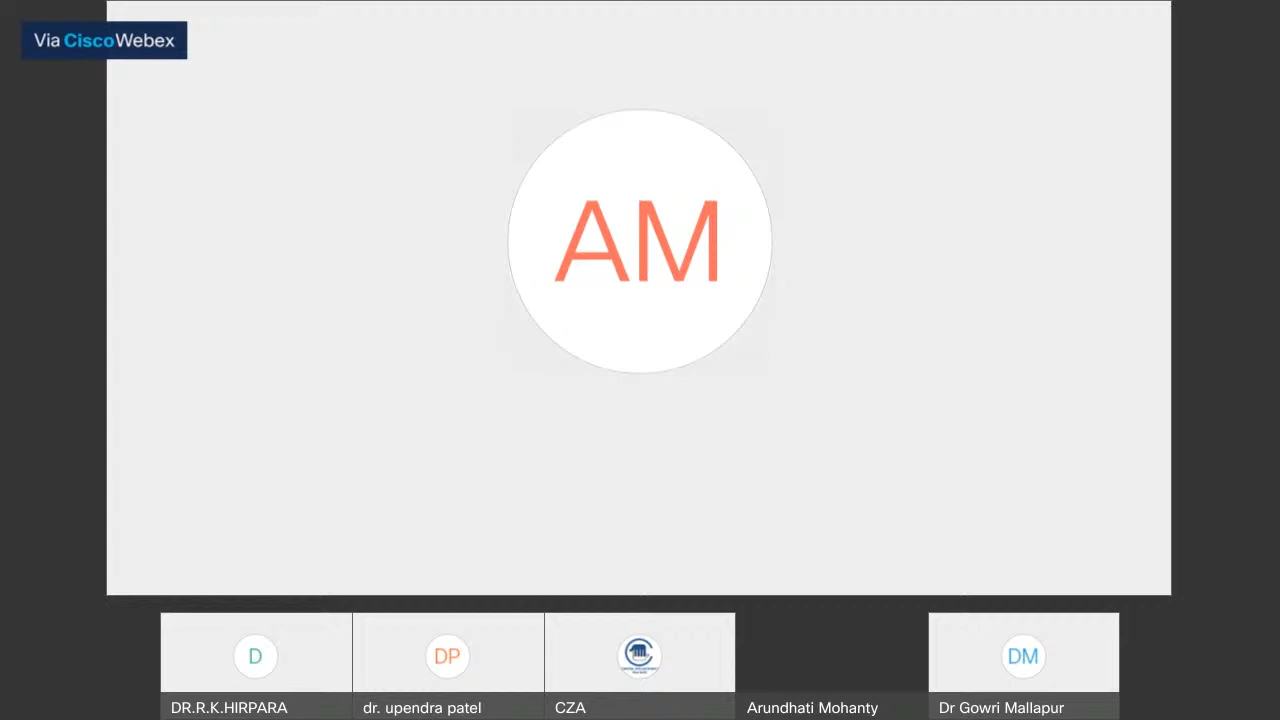 Via CiscoWebex
AM
D
DP
DM
DR.R.K.HIRPARA
dr. upendra patel
CZA
Arundhati Mohanty
Dr Gowri Mallapur